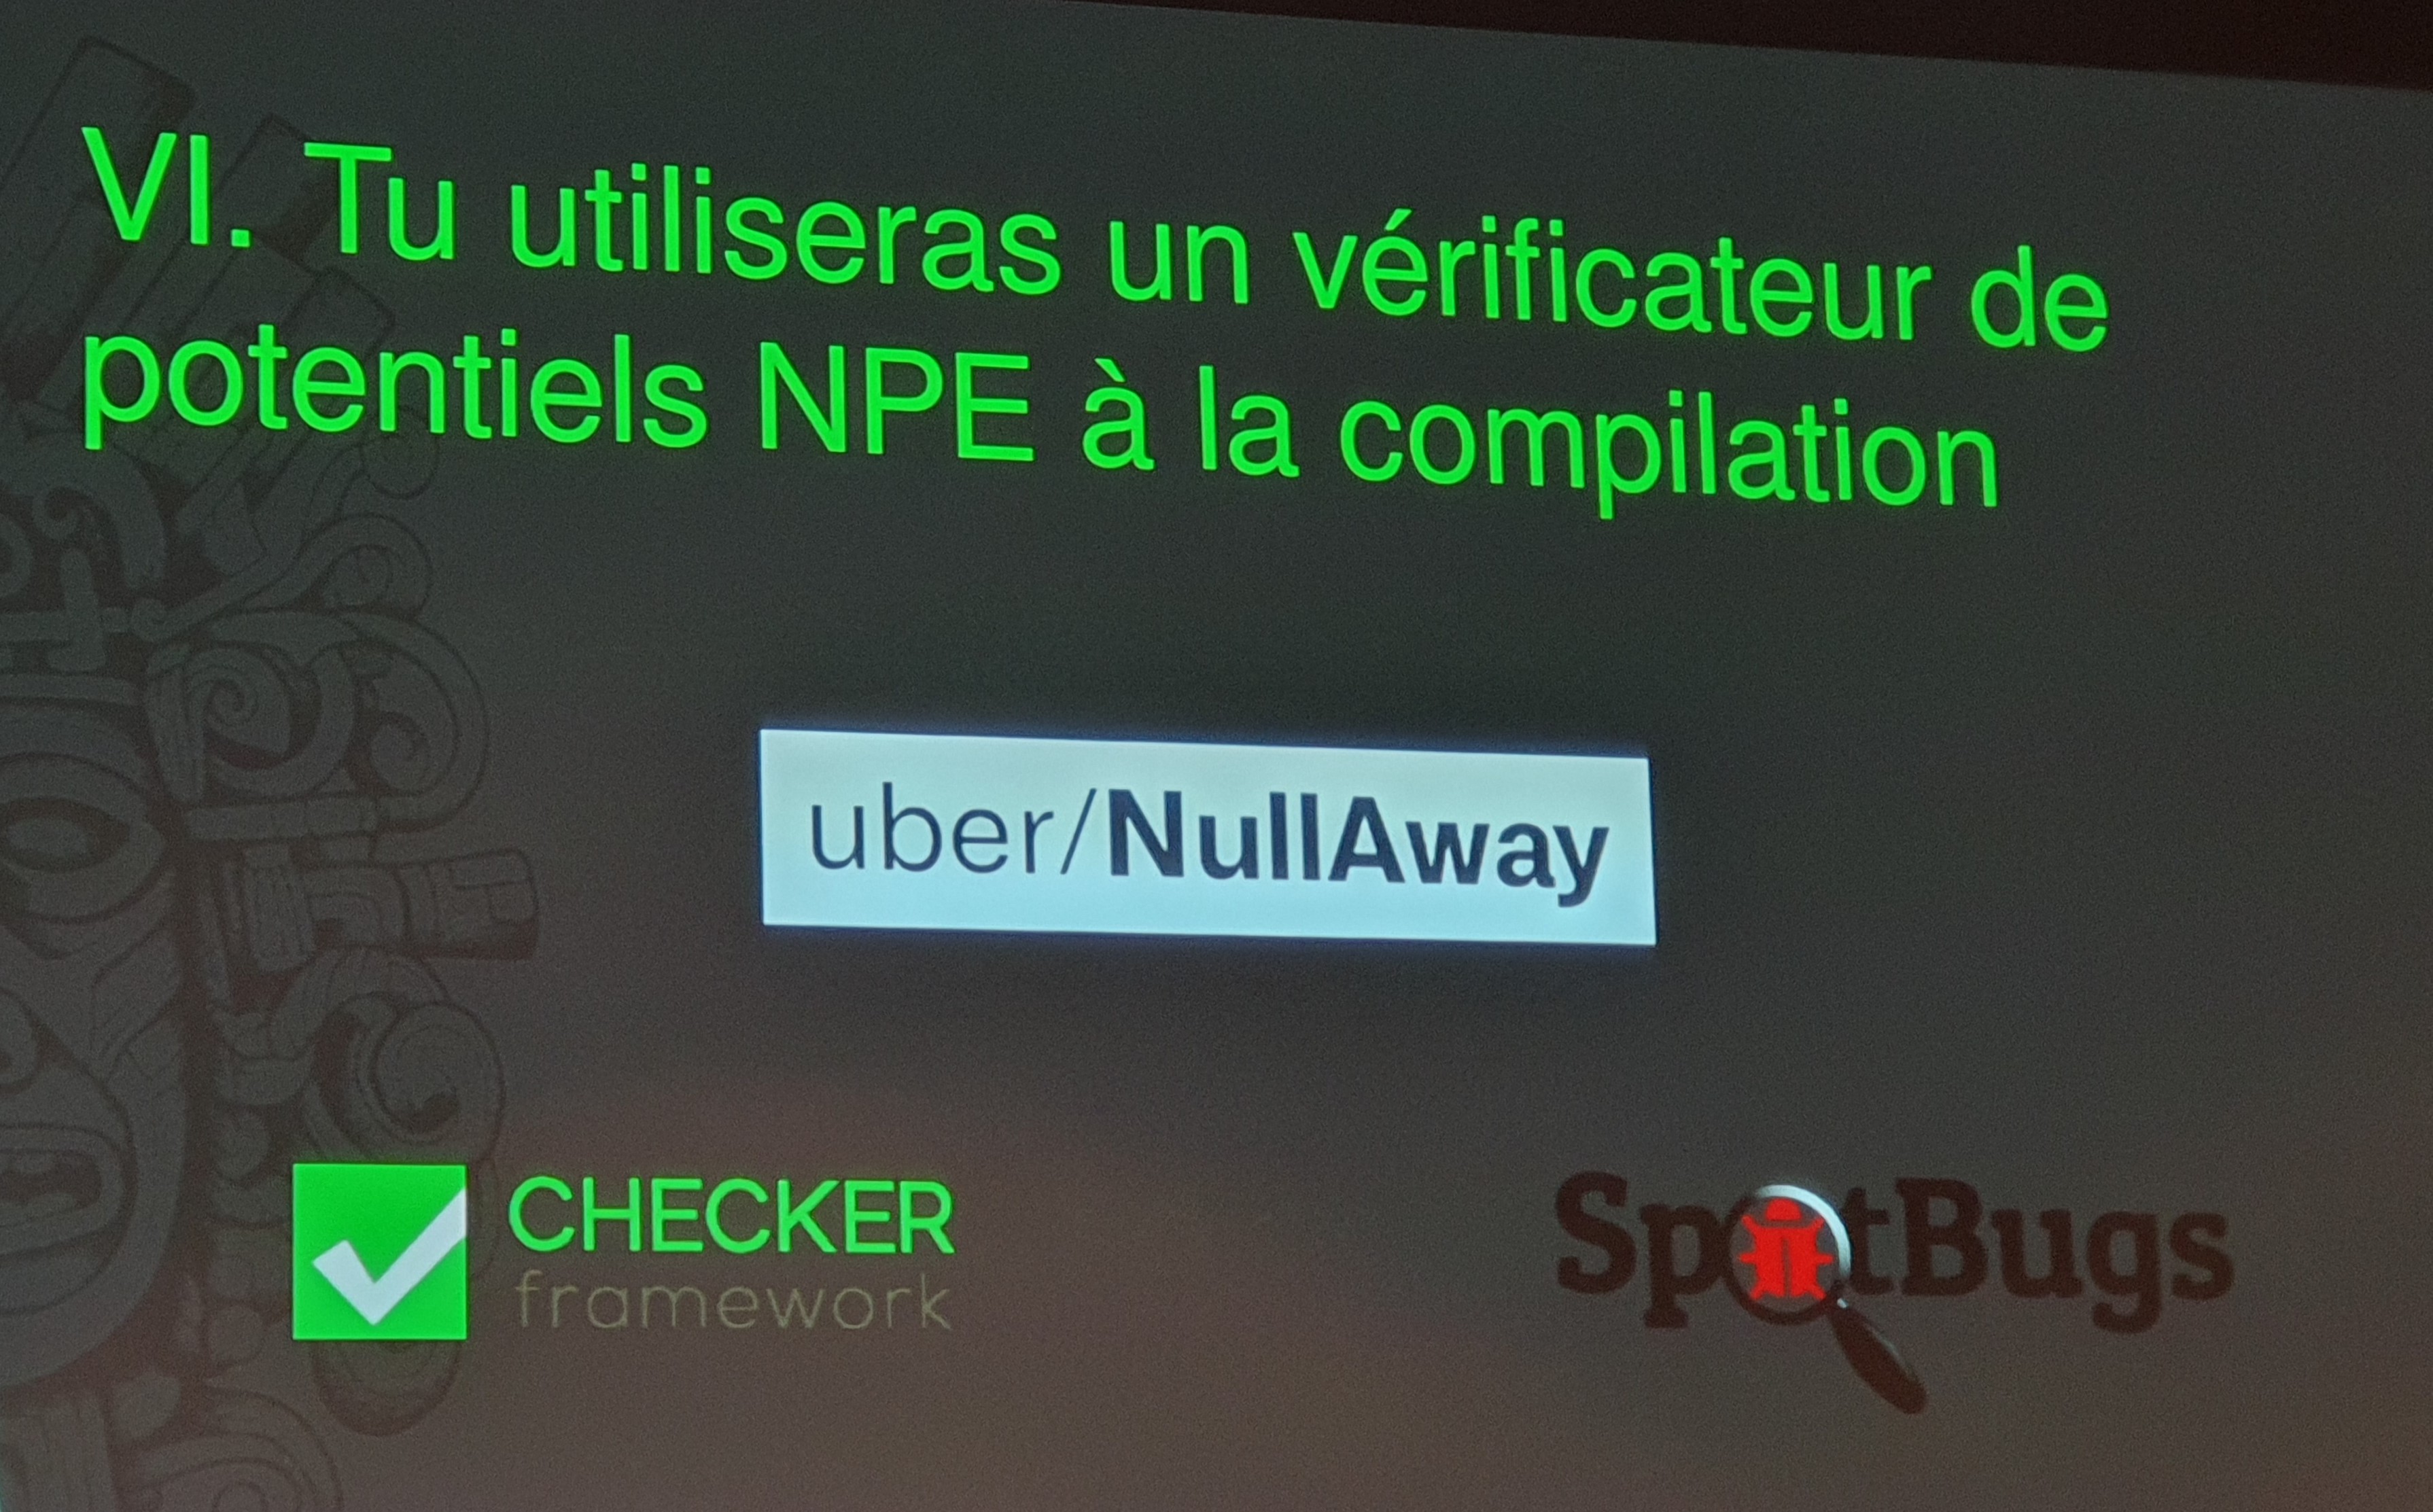 VI. Tu utiliseras un vérificateur de
potentiels NPE à la compilation
uber/NullAway
CHECKER
framework
SpotBugs